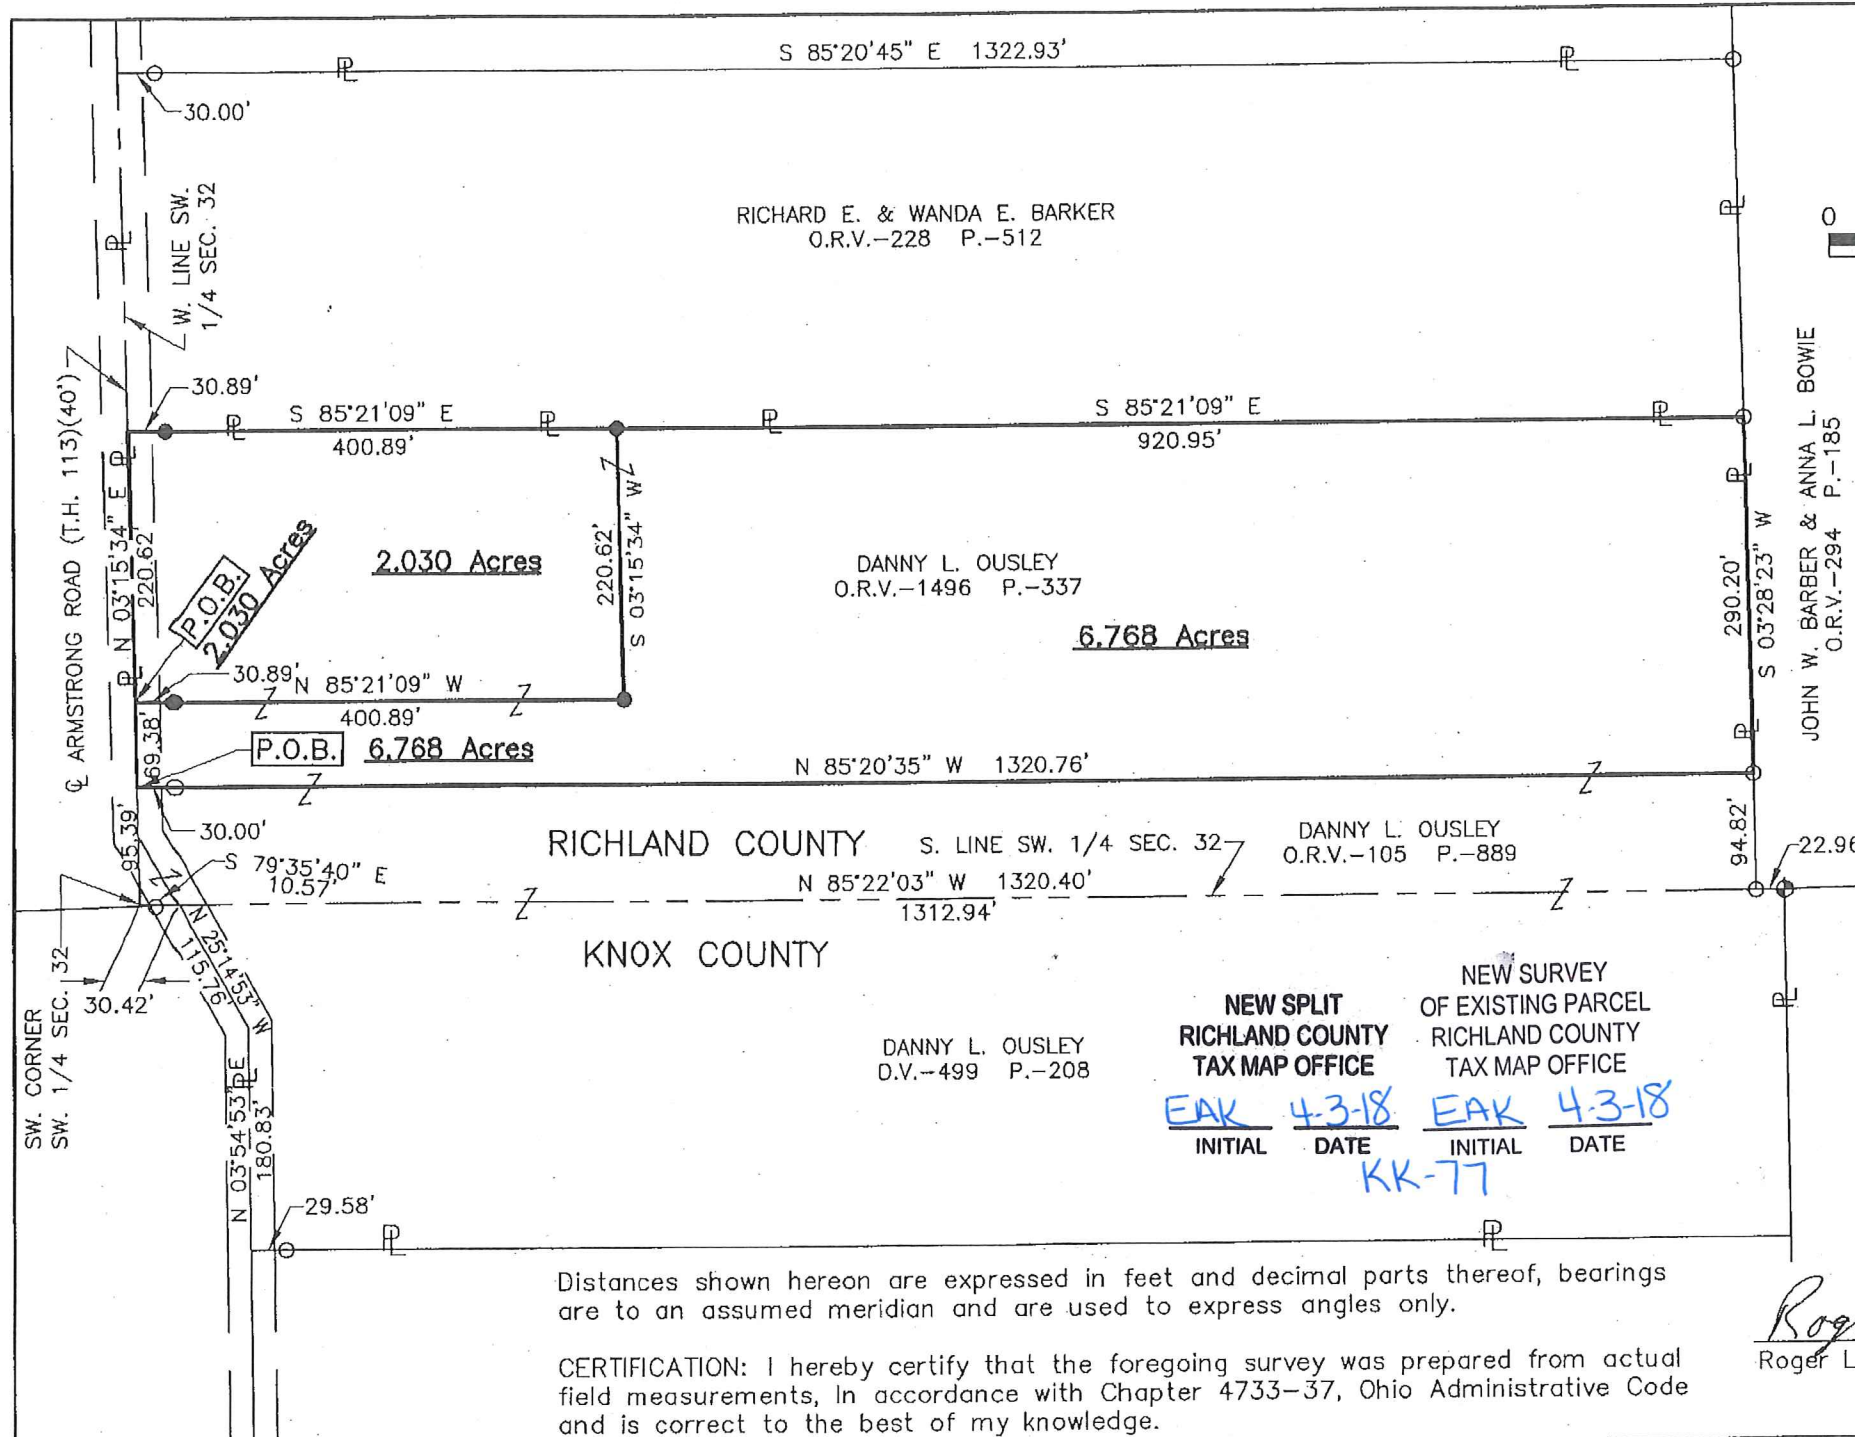 S 85°20'45" E 1322.93'
30.00'
W. LINE SW.
1/4 SEC. 32
RICHARD E. & WANDA E. BARKER
O.R.V.-228 P.-512
0
℄ ARMSTRONG ROAD (T.H. 113)(40')
30.89'
S 85°21'09" E
400.89'
S 85°21'09" E
920.95'
N 03°15'34" E
220.62'
P.O.B.
2.030 Acres
2.030 Acres
220.62'
S 03°15'34" W
DANNY L. OUSLEY
O.R.V.-1496 P.-337
6.768 Acres
290.20'
S 03°28'23" W
JOHN W. BARBER & ANNA L. BOWIE
O.R.V.-294 P.-185
30.89'
N 85°21'09" W
400.89'
69.38'
P.O.B. 6.768 Acres
N 85°20'35" W 1320.76'
30.00'
95.39'
S 79°35'40" E
10.57'
RICHLAND COUNTY
S. LINE SW. 1/4 SEC. 32
DANNY L. OUSLEY
O.R.V.-105 P.-889
94.82'
22.96
N 85°22'03" W 1320.40'
1312.94'
KNOX COUNTY
N 25°14'53" W
115.76'
30.42'
SW. CORNER
SW. 1/4 SEC. 32
DANNY L. OUSLEY
D.V.-499 P.-208
NEW SPLIT
RICHLAND COUNTY
TAX MAP OFFICE
EAK 4-3-18
INITIAL DATE
NEW SURVEY
OF EXISTING PARCEL
RICHLAND COUNTY
TAX MAP OFFICE
EAK 4-3-18
INITIAL DATE
KK-77
N 03°54'53" E
180.83'
29.58'
Distances shown hereon are expressed in feet and decimal parts thereof, bearings
are to an assumed meridian and are used to express angles only.
CERTIFICATION: I hereby certify that the foregoing survey was prepared from actual
field measurements, In accordance with Chapter 4733-37, Ohio Administrative Code
and is correct to the best of my knowledge.
Rog
Roger L